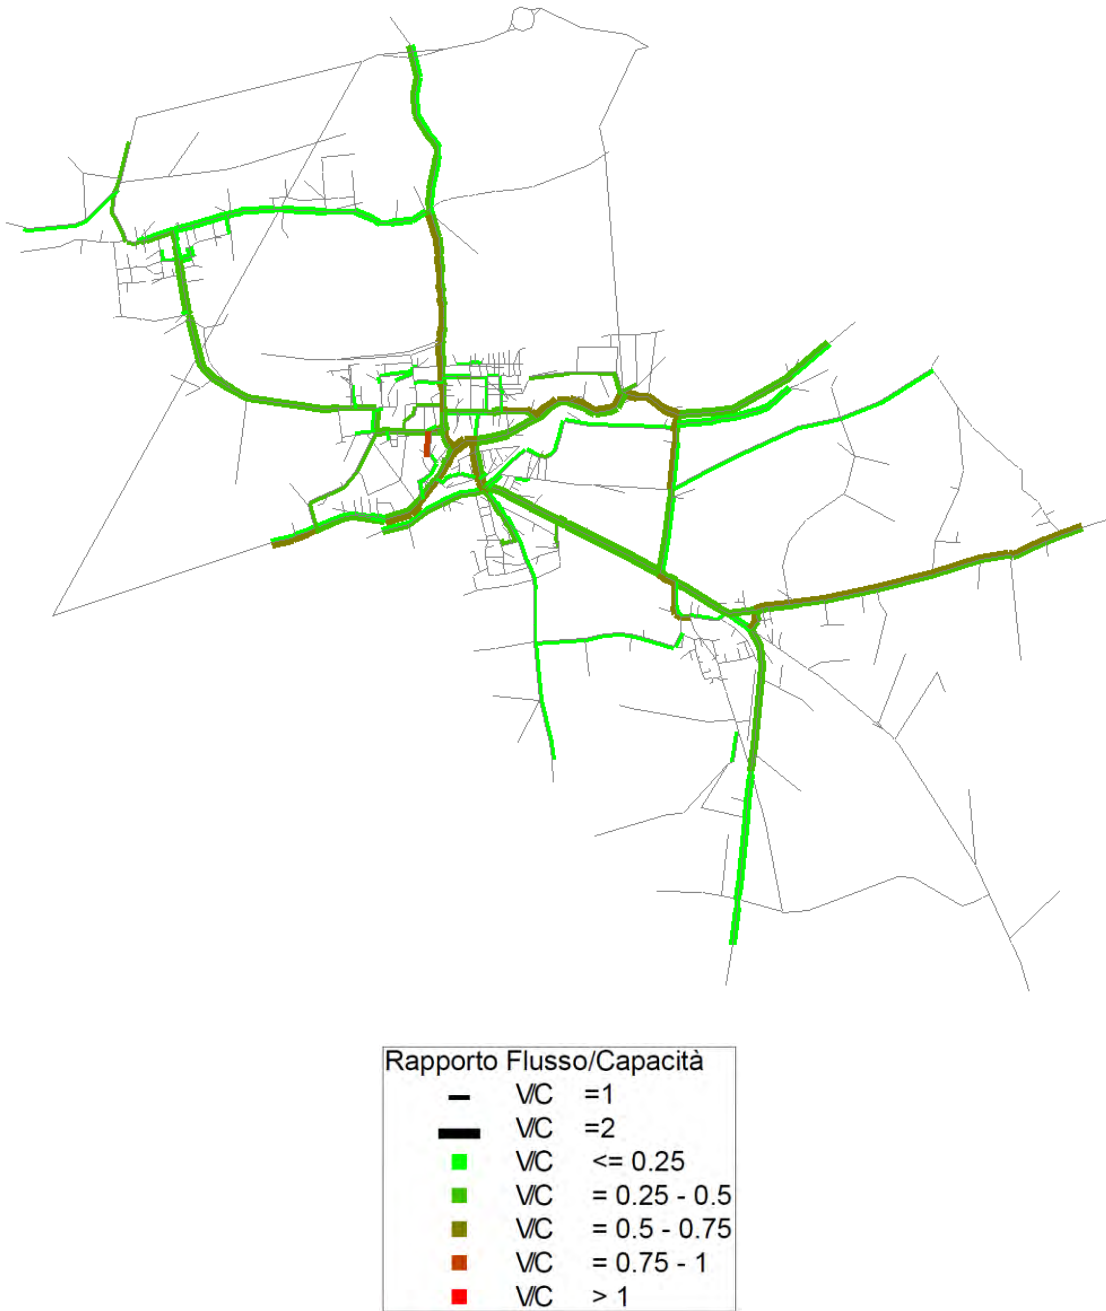 Rapporto Flusso/Capacità
V/C =1
V/C =2
V/C <= 0.25
V/C = 0.25 - 0.5
V/C = 0.5 - 0.75
V/C = 0.75 - 1
V/C > 1